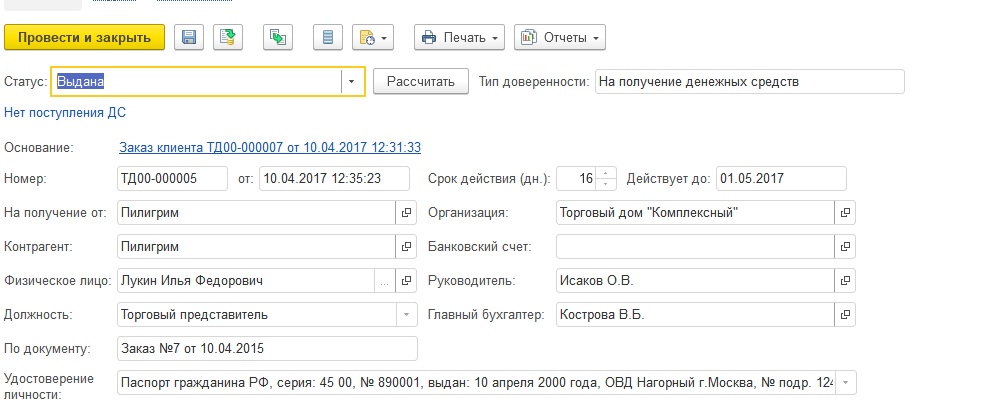 Провести и закрыть Печать Отчеты
Статус: Выдана Рассчитать Тип доверенности: На получение денежных средств
Нет поступления ДС
Основание: Заказ клиента ТД00-000007 от 10.04.2017 12:31:33
Номер: ТД00-000005 от: 10.04.2017 12:35:23 Срок действия (дн.): 16 Действует до: 01.05.2017
На получение от: Пилигрим Организация: Торговый дом "Комплексный"
Контрагент: Пилигрим Банковский счет:
Физическое лицо: Лукин Илья Федорович ... Руководитель: Исаков О.В.
Должность: Торговый представитель Главный бухгалтер: Кострова В.Б.
По документу: Заказ №7 от 10.04.2015
Удостоверение
личности: Паспорт гражданина РФ, серия: 45 00, № 890001, выдан: 10 апреля 2000 года, ОВД Нагорный г.Москва, № подр.